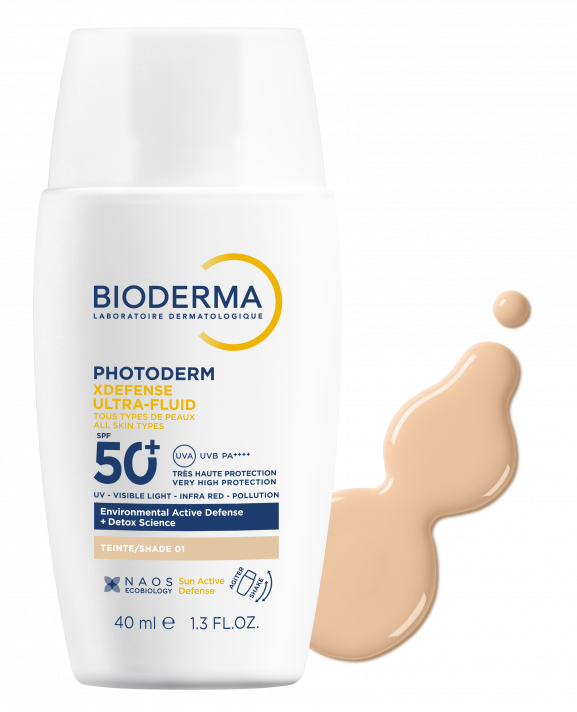 BIODERMA
LABORATOIRE DERMATOLOGIQUE
PHOTODERM
XDEFENSE
ULTRA-FLUID
TOUS TYPES DE PEAUX
ALL SKIN TYPES
SPF
50+
UVA UVB PA++++
TRÈS HAUTE PROTECTION
VERY HIGH PROTECTION
UV - VISIBLE LIGHT - INFRA RED - POLLUTION
Environmental Active Defense
+ Detox Science
TEINTE/SHADE 01
NAOS
ECOBIOLOGY
Sun Active
Defense
AGITER
SHAKE
40 ml ℮ 1.3 FL.OZ.